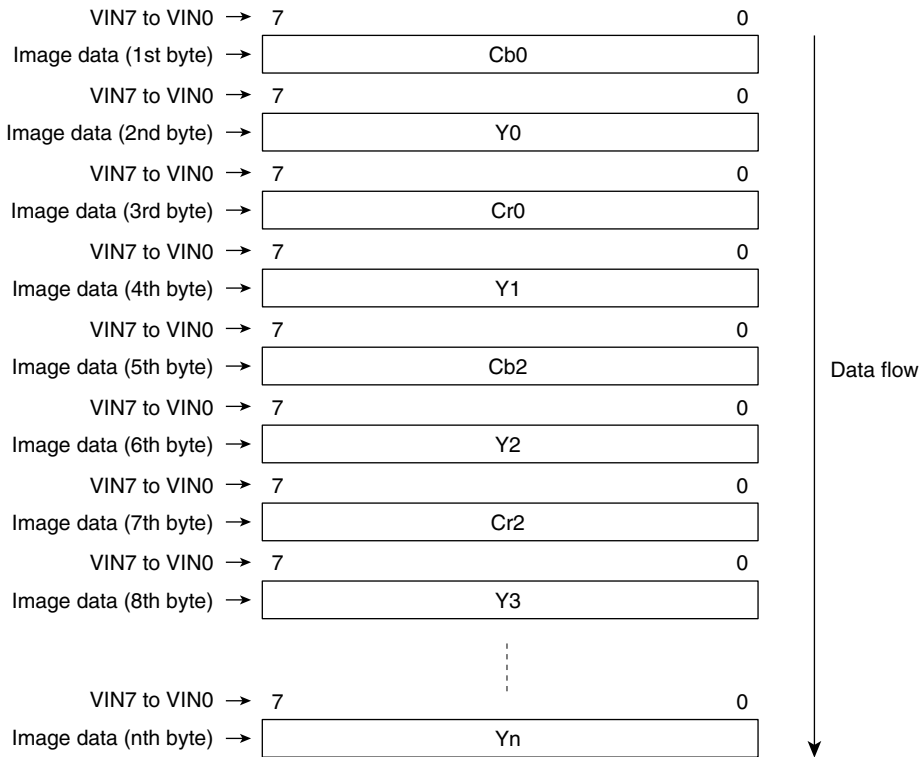 VIN7 to VIN0 → 7 0
Image data (1st byte) → Cb0
VIN7 to VIN0 → 7 0
Image data (2nd byte) → Y0
VIN7 to VIN0 → 7 0
Image data (3rd byte) → Cr0
VIN7 to VIN0 → 7 0
Image data (4th byte) → Y1
VIN7 to VIN0 → 7 0
Image data (5th byte) → Cb2
Data flow
VIN7 to VIN0 → 7 0
Image data (6th byte) → Y2
VIN7 to VIN0 → 7 0
Image data (7th byte) → Cr2
VIN7 to VIN0 → 7 0
Image data (8th byte) → Y3
VIN7 to VIN0 → 7 0
Image data (nth byte) → Yn